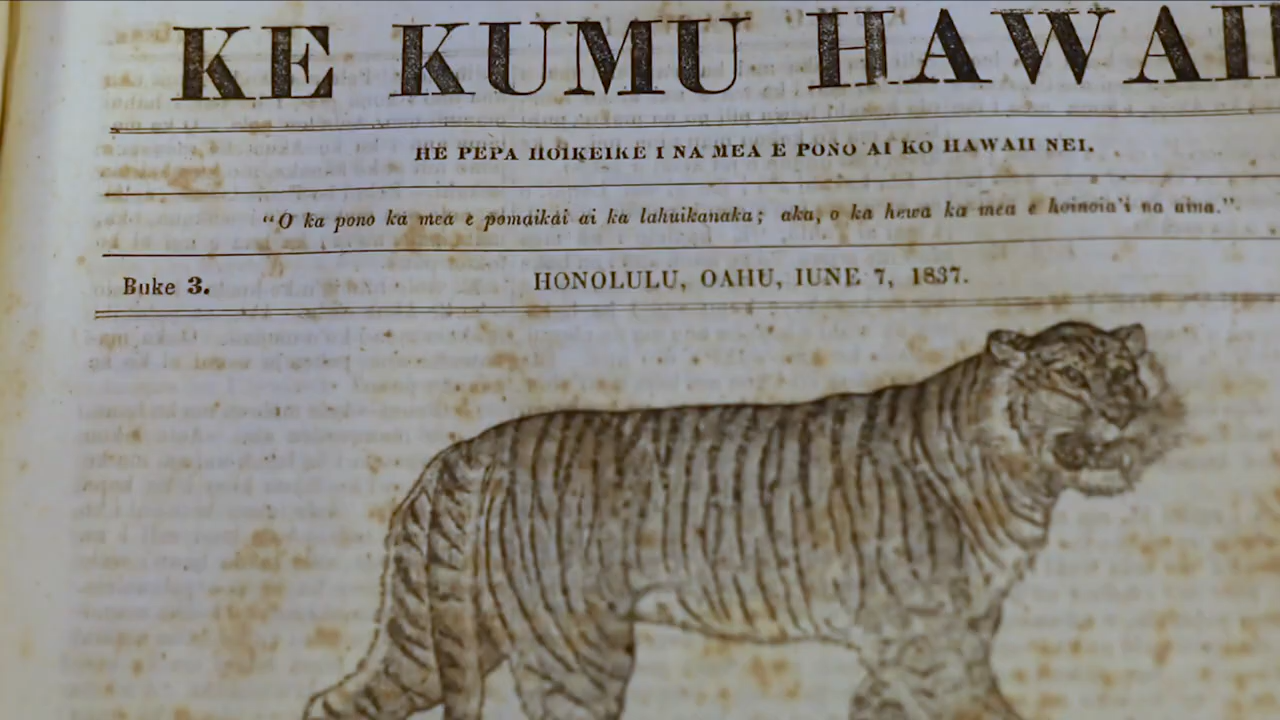 KE KUMU HAWAII
HE PEPA HOIKEIKE I NA MEA E PONO AI KO HAWAII NEI.
"O ka pono ka mea e pomaikai ai ka lahuikanaka; aka, o ka hewa ka mea e hoinoia'i na aina."
Buke 3.
HONOLULU, OAHU, IUNE 7, 1837.